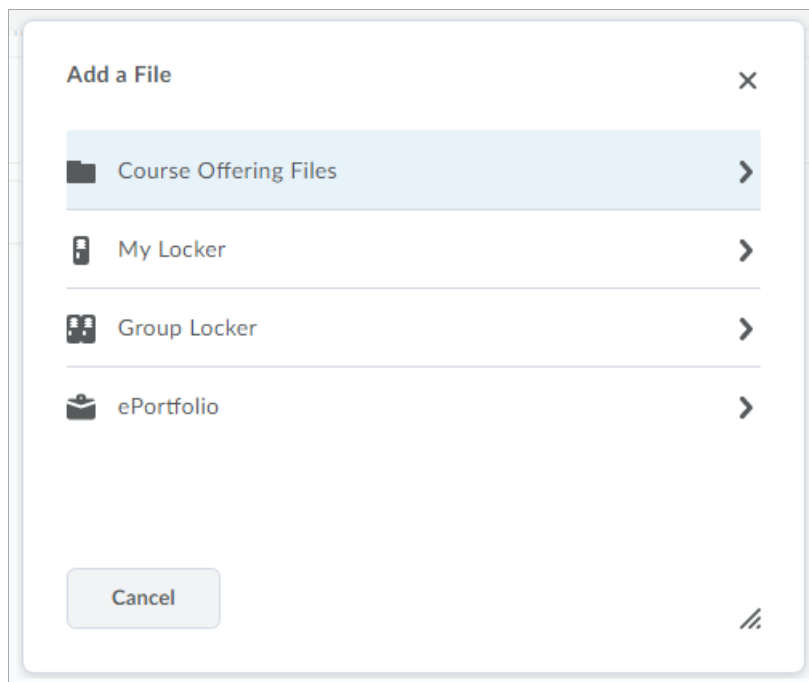 Add a File
Course Offering Files
My Locker
Group Locker
ePortfolio
Cancel